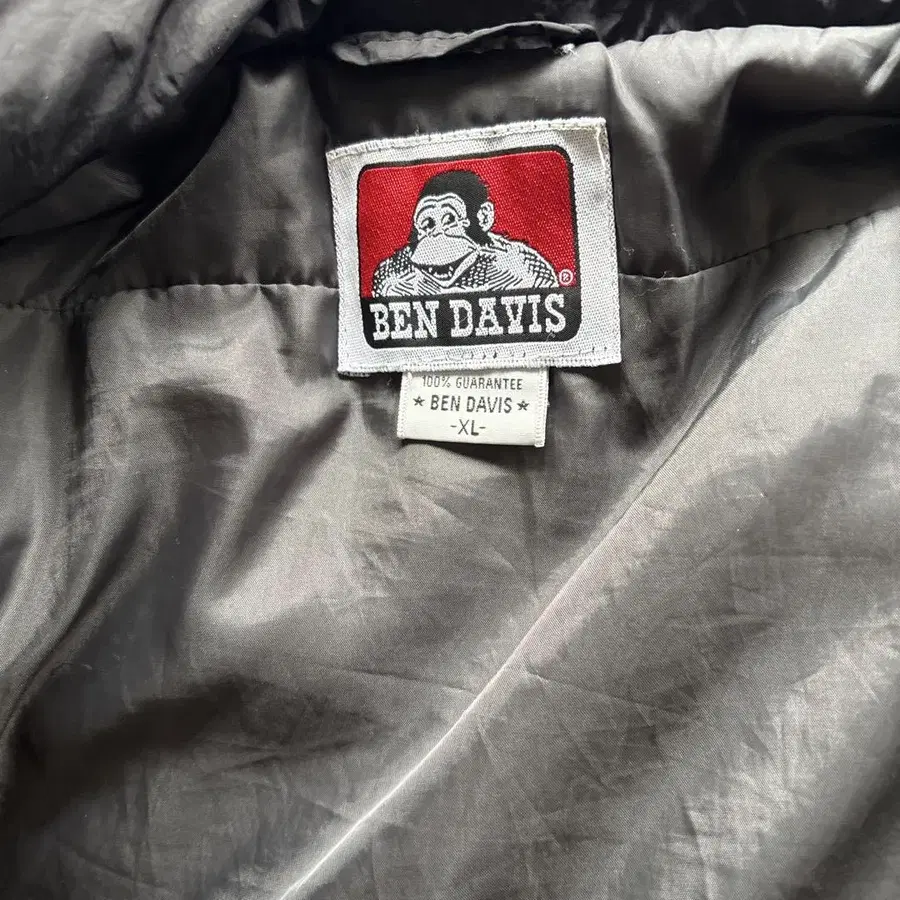 ®
BEN DAVIS
100% GUARANTEE
★ BEN DAVIS ★
-XL-